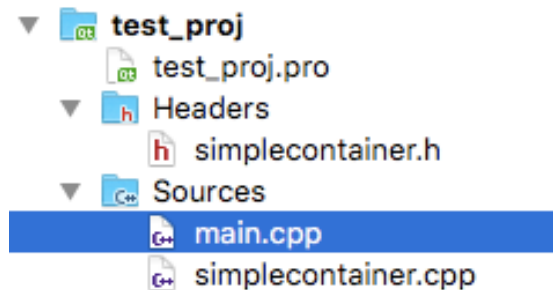 test_proj
test_proj.pro
Headers
simplecontainer.h
Sources
main.cpp
simplecontainer.cpp